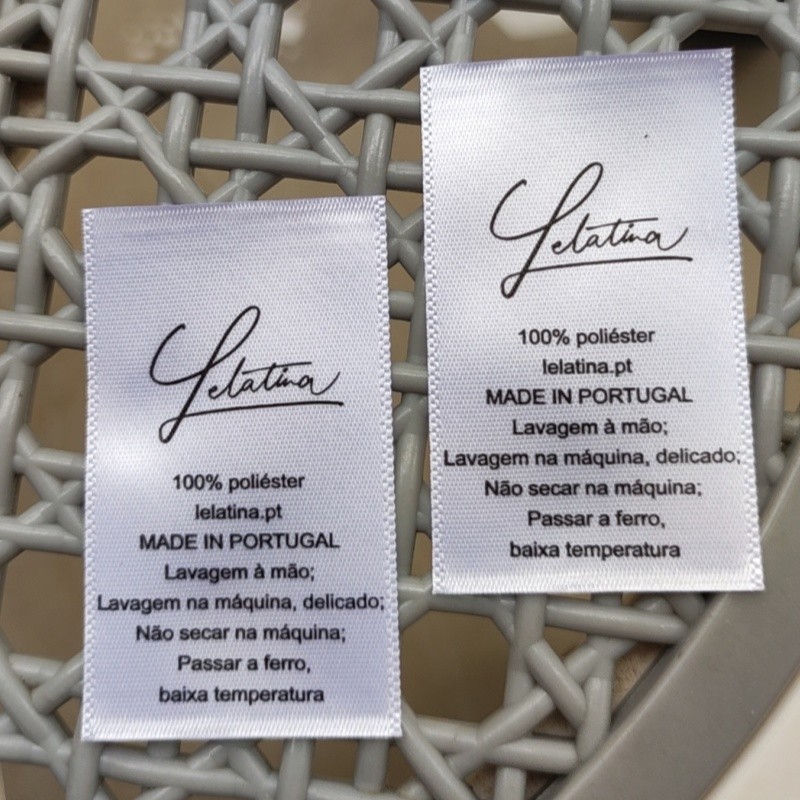 Lelatina
100% poliéster
lelatina.pt
MADE IN PORTUGAL
Lavagem à mão;
Lavagem na máquina, delicado;
Não secar na máquina;
Passar a ferro,
baixa temperatura
Lelatina
100% poliéster
lelatina.pt
MADE IN PORTUGAL
Lavagem à mão;
Lavagem na máquina, delicado;
Não secar na máquina;
Passar a ferro,
baixa temperatura